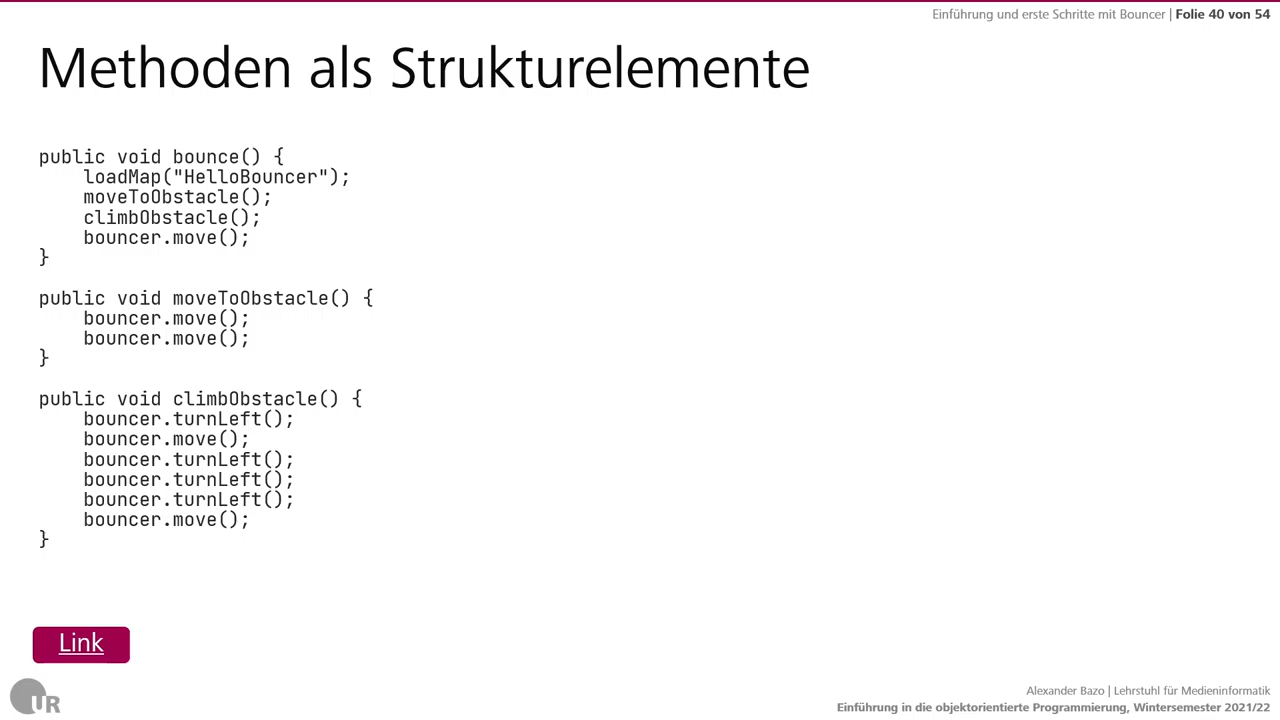 Einführung und erste Schritte mit Bouncer | Folie 40 von 54
Methoden als Strukturelemente
public void bounce() {
    loadMap("HelloBouncer");
    moveToObstacle();
    climbObstacle();
    bouncer.move();
}
public void moveToObstacle() {
    bouncer.move();
    bouncer.move();
}
public void climbObstacle() {
    bouncer.turnLeft();
    bouncer.move();
    bouncer.turnLeft();
    bouncer.turnLeft();
    bouncer.turnLeft();
    bouncer.move();
}
Link
UR
Alexander Bazo | Lehrstuhl für Medieninformatik
Einführung in die objektorientierte Programmierung, Wintersemester 2021/22